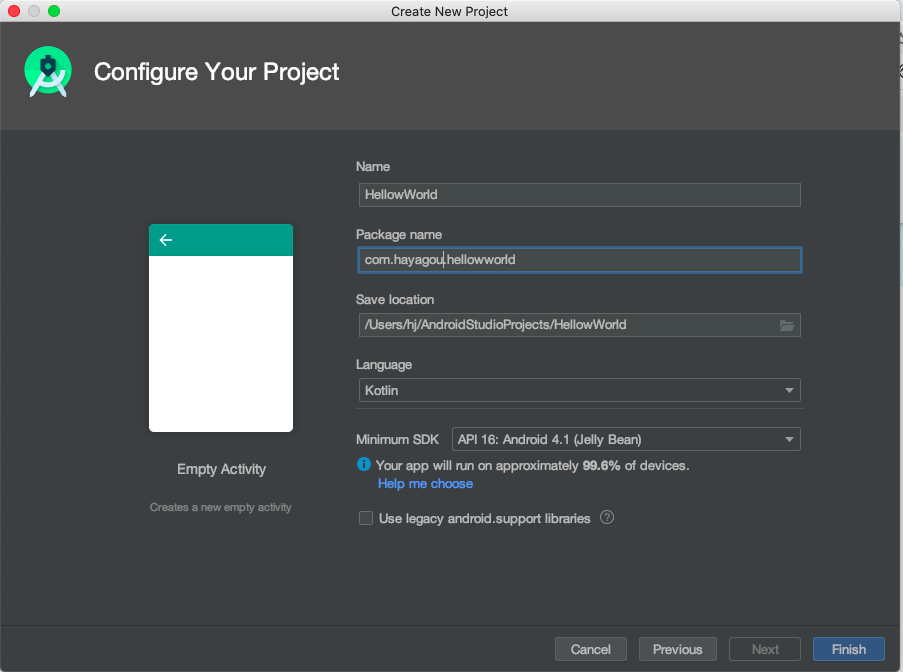 Create New Project
Configure Your Project
Name
HellowWorld
Package name
com.hayagou.hellowworld
Save location
/Users/hj/AndroidStudioProjects/HellowWorld
Language
Kotlin
Minimum SDK API 16: Android 4.1 (Jelly Bean)
Your app will run on approximately 99.6% of devices.
Help me choose
Use legacy android.support libraries ?
Empty Activity
Creates a new empty activity
Cancel Previous Next Finish